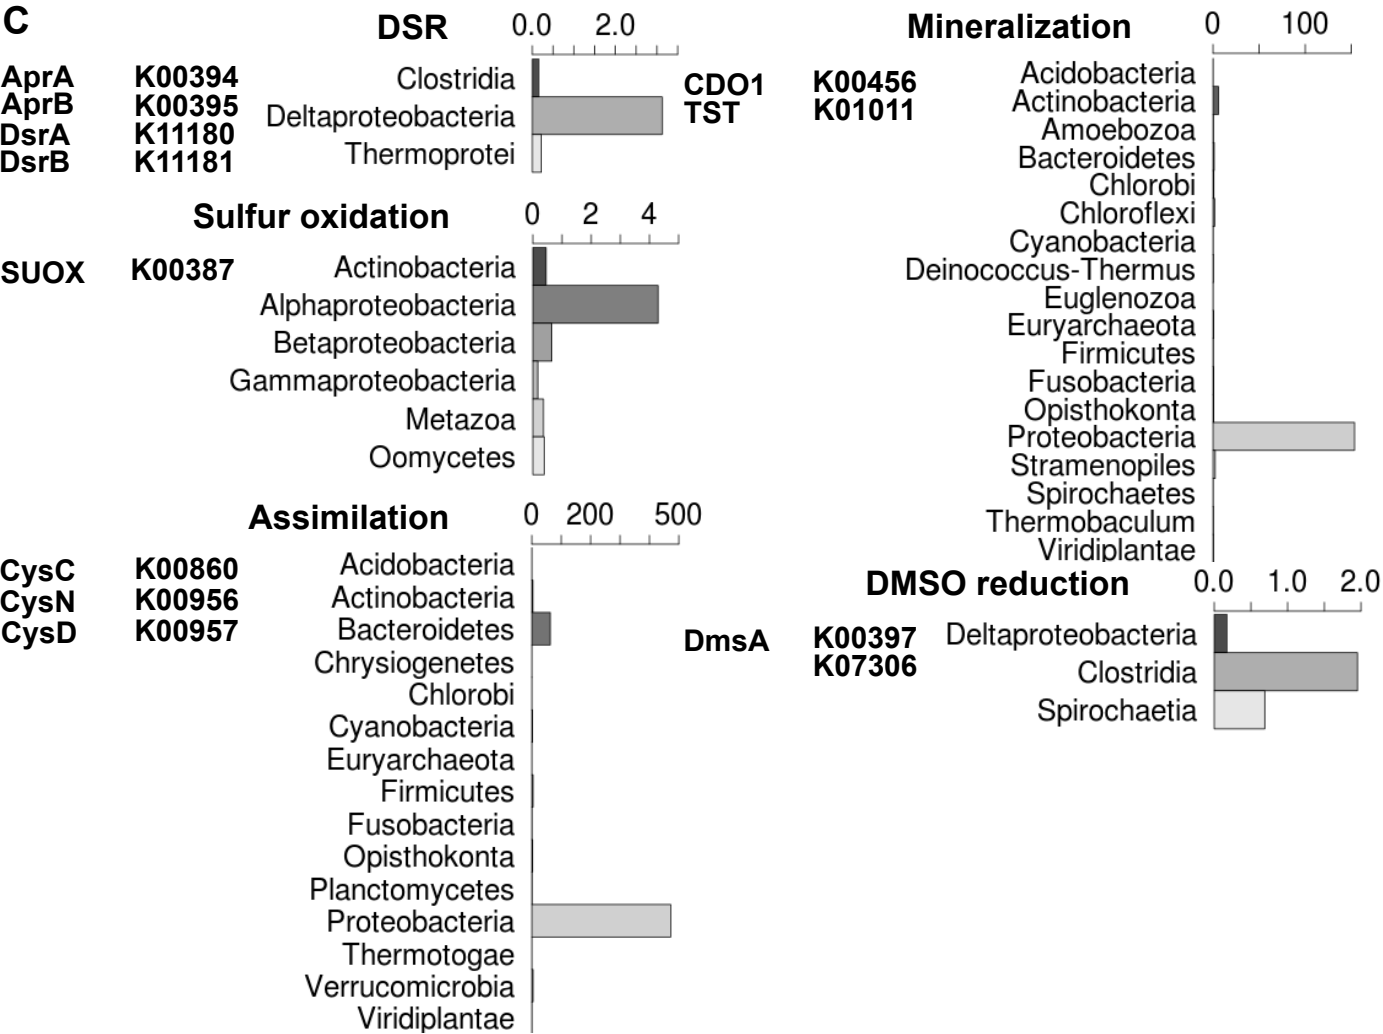 C
DSR
0.0 2.0
AprA K00394
AprB K00395
DsrA K11180
DsrB K11181
Clostridia
Deltaproteobacteria
Thermoprotei
Sulfur oxidation
0 2 4
SUOX K00387
Actinobacteria
Alphaproteobacteria
Betaproteobacteria
Gammaproteobacteria
Metazoa
Oomycetes
Assimilation
0 200 500
CysC K00860
CysN K00956
CysD K00957
Acidobacteria
Actinobacteria
Bacteroidetes
Chrysiogenetes
Chlorobi
Cyanobacteria
Euryarchaeota
Firmicutes
Fusobacteria
Opisthokonta
Planctomycetes
Proteobacteria
Thermotogae
Verrucomicrobia
Viridiplantae
Mineralization
0 100
CDO1 K00456
TST K01011
Acidobacteria
Actinobacteria
Amoebozoa
Bacteroidetes
Chlorobi
Chloroflexi
Cyanobacteria
Deinococcus-Thermus
Euglenozoa
Euryarchaeota
Firmicutes
Fusobacteria
Opisthokonta
Proteobacteria
Stramenopiles
Spirochaetes
Thermobaculum
Viridiplantae
DMSO reduction
0.0 1.0 2.0
DmsA K00397
K07306
Deltaproteobacteria
Clostridia
Spirochaetia